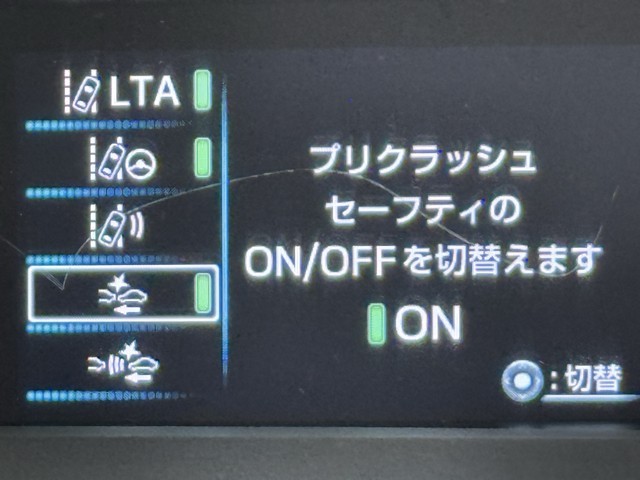 LTA
プリクラッシュ
セーフティの
ON/OFFを切替えます
ON
:切替